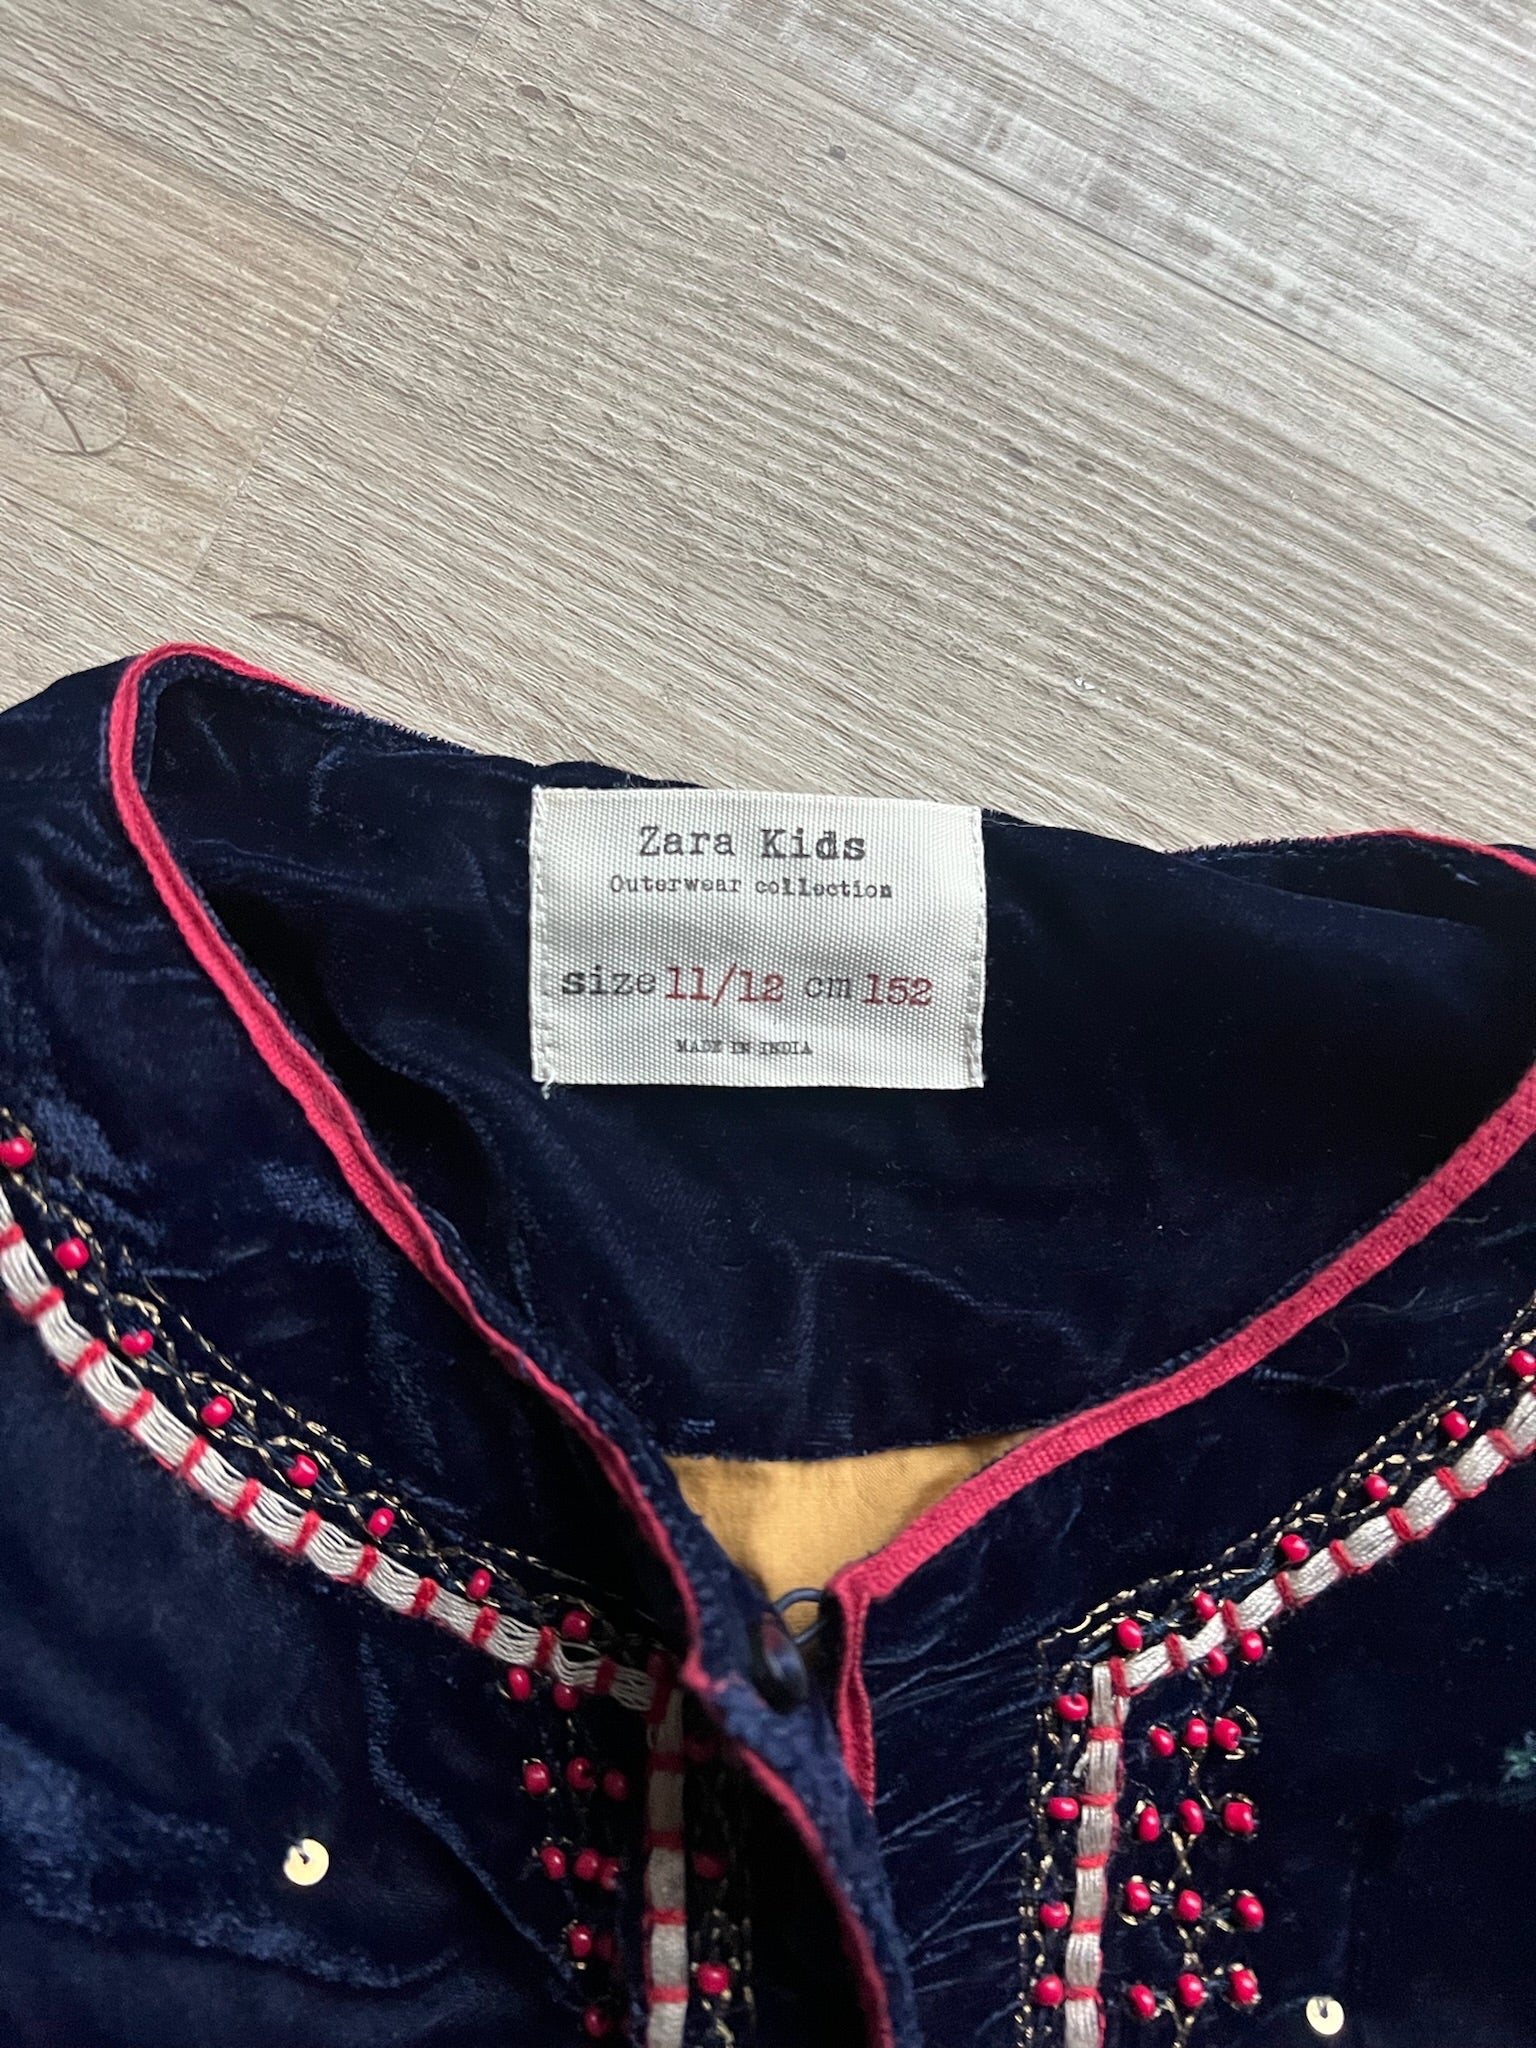 Zara Kids
Outerwear collection
size 11/12 cm 152
MADE IN INDIA